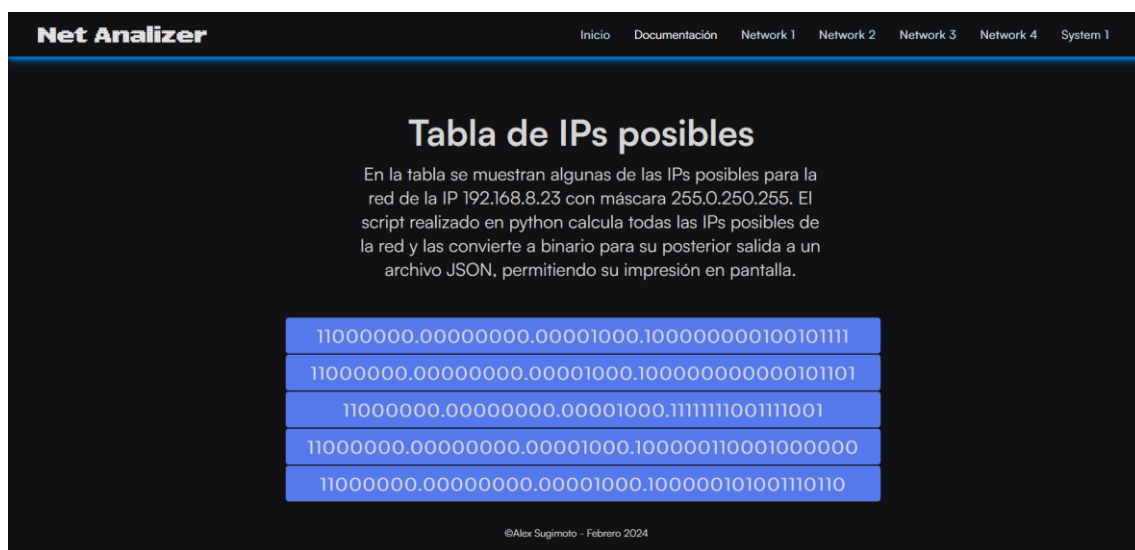 Net Analizer
Inicio Documentación Network 1 Network 2 Network 3 Network 4 System 1
Tabla de IPs posibles
En la tabla se muestran algunas de las IPs posibles para la
red de la IP 192.168.8.23 con máscara 255.0.250.255. El
script realizado en python calcula todas las IPs posibles de
la red y las convierte a binario para su posterior salida a un
archivo JSON, permitiendo su impresión en pantalla.
11000000.00000000.00001000.100000000100101111
11000000.00000000.00001000.100000000000101101
11000000.00000000.00001000.11111111001111001
11000000.00000000.00001000.100000110001000000
11000000.00000000.00001000.100000101001110110
©Alex Sugimoto - Febrero 2024